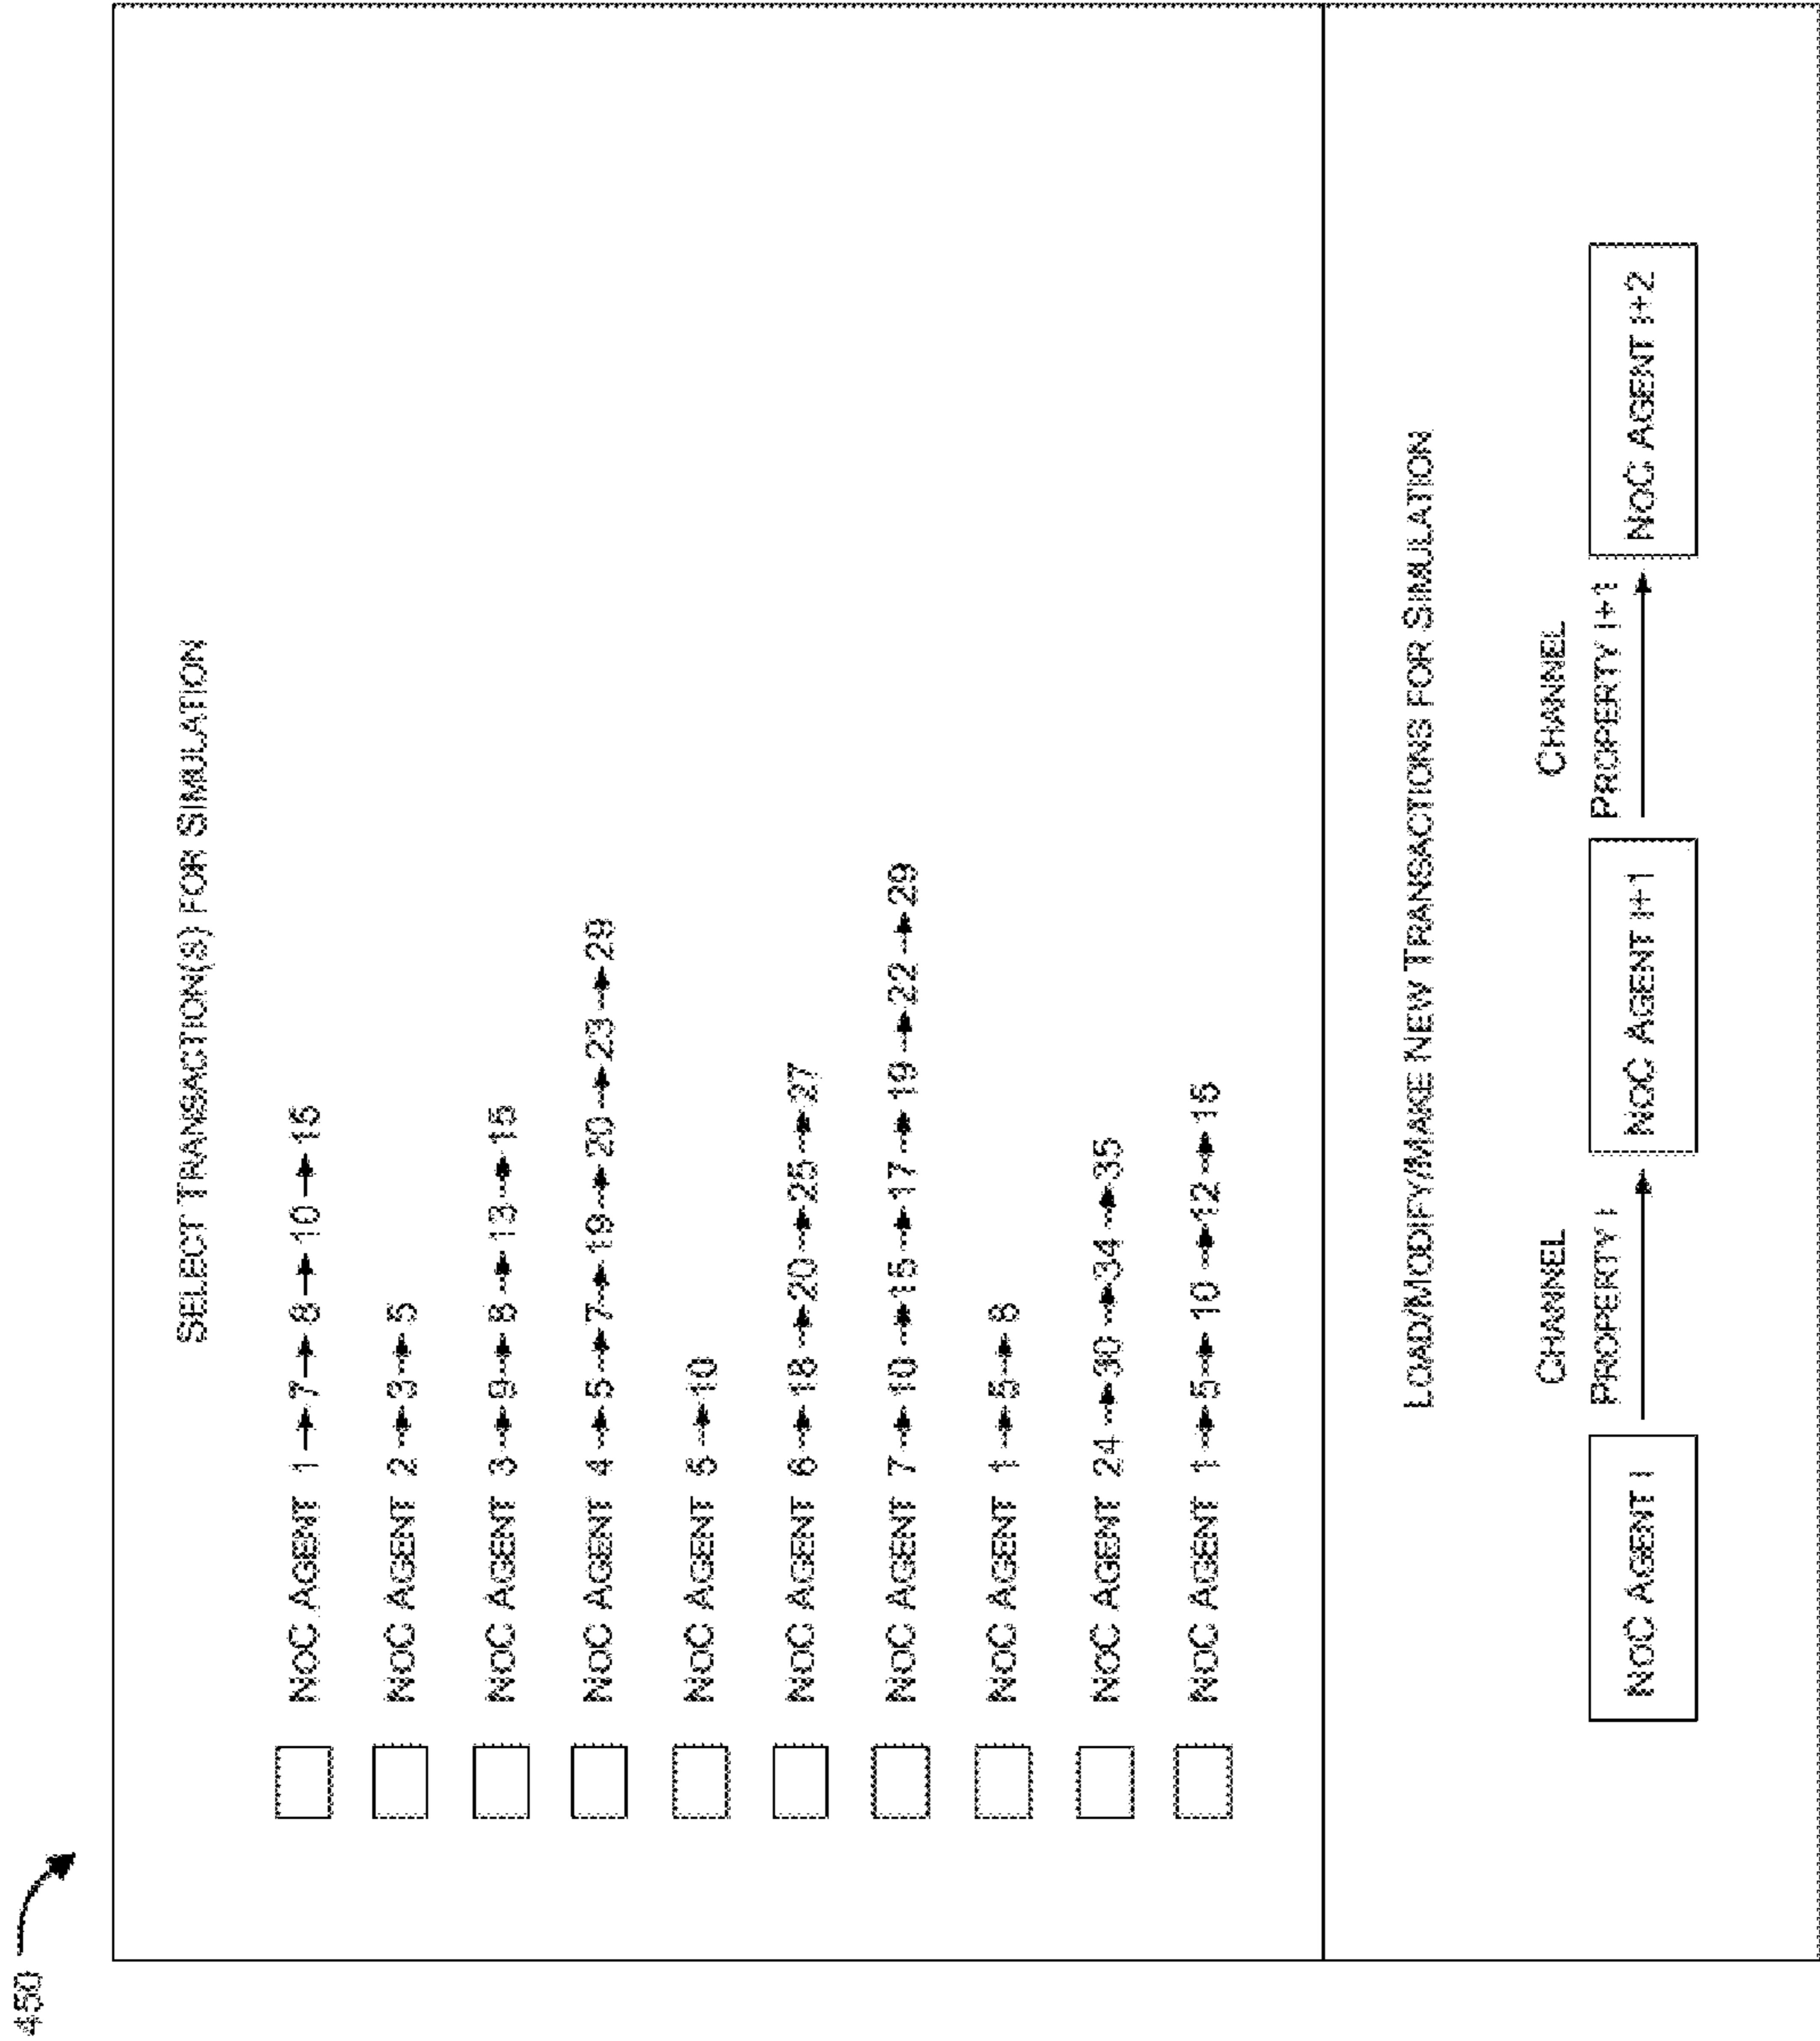 450
SELECT TRANSACTION(S) FOR SIMULATION
NOC AGENT 1→7→8→10→15
NOC AGENT 2→3→5
NOC AGENT 3→9→8→13→15
NOC AGENT 4→5→7→19→20→23→29
NOC AGENT 5→10
NOC AGENT 6→18→20→25→27
NOC AGENT 7→10→15→17→19→22→29
NOC AGENT 1→5→8
NOC AGENT 24→30→34→35
NOC AGENT 1→5→10→12→15
LOAD/MODIFY/MAKE NEW TRANSACTIONS FOR SIMULATION
NOC AGENT I
CHANNEL
PROPERTY I
NOC AGENT I+1
CHANNEL
PROPERTY I+1
NOC AGENT I+2